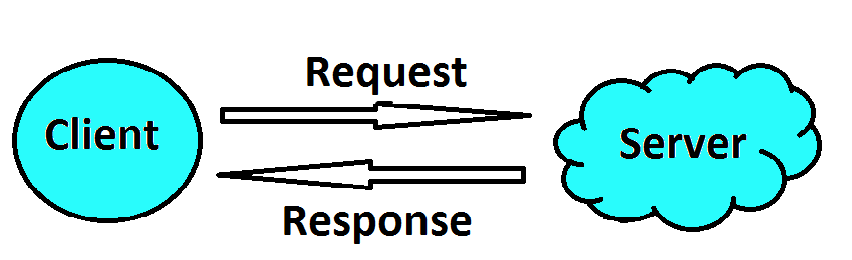 Request
Client
Server
Response